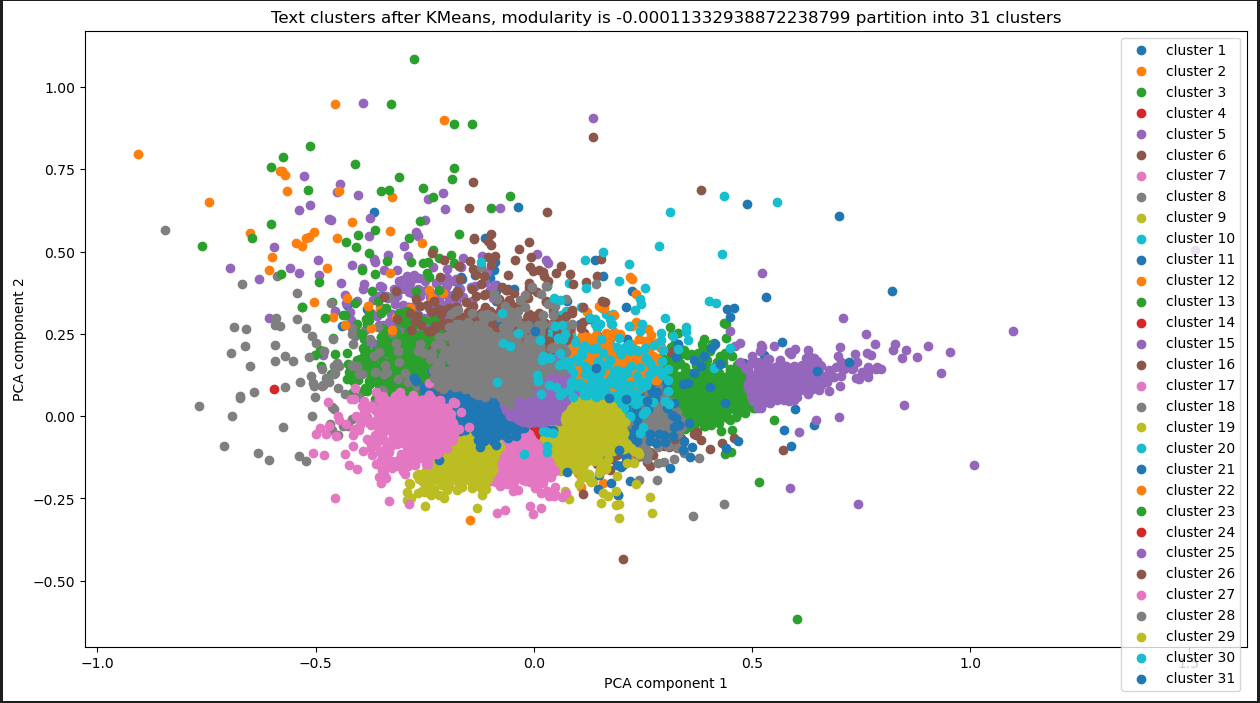 Text clusters after KMeans, modularity is -0.00011332938872238799 partition into 31 clusters
PCA component 2
1.00
0.75
0.50
0.25
0.00
−0.25
−0.50
−1.0
−0.5
0.0
0.5
1.0
1.5
PCA component 1
cluster 1
cluster 2
cluster 3
cluster 4
cluster 5
cluster 6
cluster 7
cluster 8
cluster 9
cluster 10
cluster 11
cluster 12
cluster 13
cluster 14
cluster 15
cluster 16
cluster 17
cluster 18
cluster 19
cluster 20
cluster 21
cluster 22
cluster 23
cluster 24
cluster 25
cluster 26
cluster 27
cluster 28
cluster 29
cluster 30
cluster 31